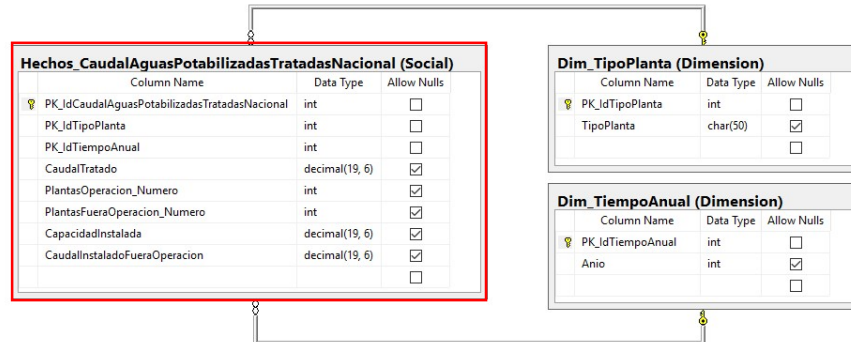 Hechos_CaudalAguasPotabilizadasTratadasNacional (Social)
Column Name Data Type Allow Nulls
PK_IdCaudalAguasPotabilizadasTratadasNacional int
PK_IdTipoPlanta int
PK_IdTiempoAnual int
CaudalTratado decimal(19, 6)
PlantasOperacion_Numero int
PlantasFueraOperacion_Numero int
CapacidadInstalada decimal(19, 6)
CaudalInstaladoFueraOperacion decimal(19, 6)
Dim_TipoPlanta (Dimension)
Column Name Data Type Allow Nulls
PK_IdTipoPlanta int
TipoPlanta char(50)
Dim_TiempoAnual (Dimension)
Column Name Data Type Allow Nulls
PK_IdTiempoAnual int
Anio int